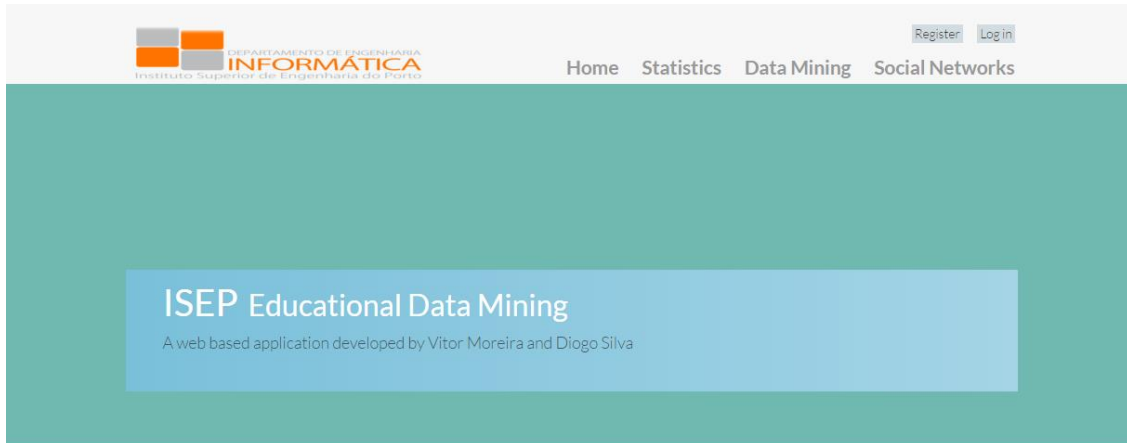 Register Log in
DEPARTAMENTO DE ENGENHARIA
INFORMÁTICA
Instituto Superior de Engenharia do Porto
Home Statistics Data Mining Social Networks
ISEP Educational Data Mining
A web based application developed by Vitor Moreira and Diogo Silva